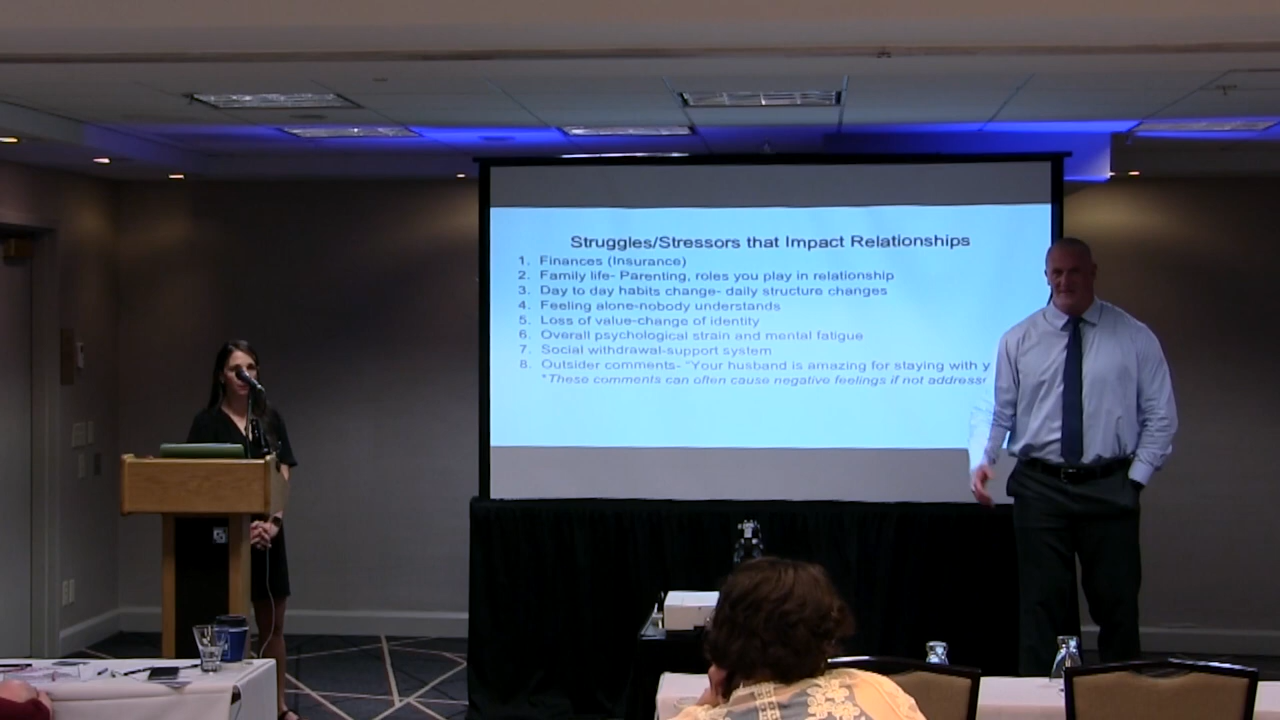 Struggles/Stressors that Impact Relationships
1. Finances (Insurance)
2. Family life- Parenting, roles you play in relationship
3. Day to day habits change- daily structure changes
4. Feeling alone-nobody understands
5. Loss of value-change of identity
6. Overall psychological strain and mental fatigue
7. Social withdrawal-support system
8. Outsider comments- "Your husband is amazing for staying with y
*These comments can often cause negative feelings if not address